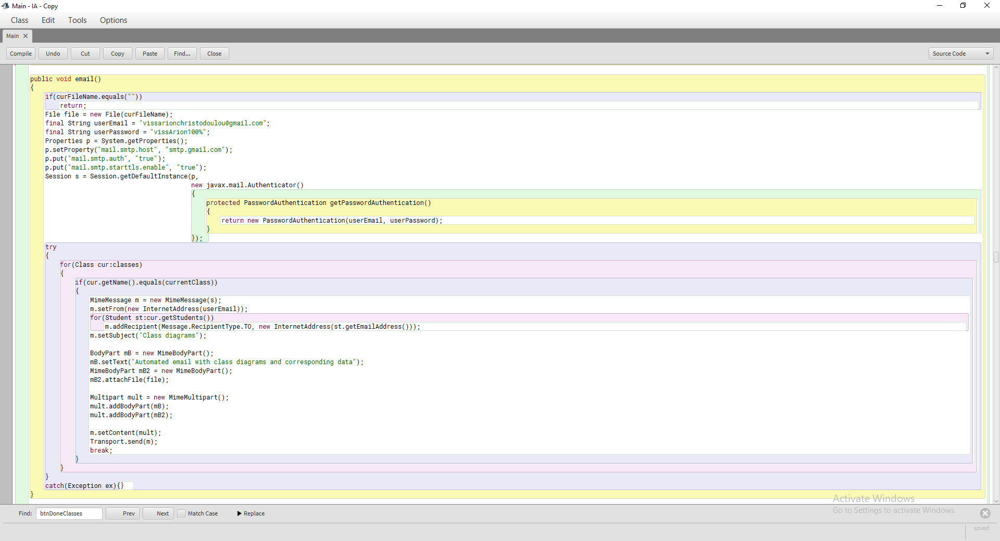 Main - IA - Copy
Class Edit Tools Options
Main
Compile Undo Cut Copy Paste Find... Close Source Code
public void email()
{
if(curFileName.equals(""))
return;
File file = new File(curFileName);
final String userEmail = "vissarionchristodoulou@gmail.com";
final String userPassword = "vissArion100%";
Properties p = System.getProperties();
p.setProperty("mail.smtp.host", "smtp.gmail.com");
p.put("mail.smtp.auth", "true");
p.put("mail.smtp.starttls.enable", "true");
Session s = Session.getDefaultInstance(p,
new javax.mail.Authenticator()
{
protected PasswordAuthentication getPasswordAuthentication()
{
return new PasswordAuthentication(userEmail, userPassword);
}
});
try
{
for(Class cur:classes)
{
if(cur.getName().equals(currentClass))
{
MimeMessage m = new MimeMessage(s);
m.setFrom(new InternetAddress(userEmail));
for(Student st:cur.getStudents())
m.addRecipient(Message.RecipientType.TO, new InternetAddress(st.getEmailAddress()));
m.setSubject("Class diagrams");
BodyPart mB = new MimeBodyPart();
mB.setText("Automated email with class diagrams and corresponding data");
MimeBodyPart mB2 = new MimeBodyPart();
mB2.attachFile(file);
Multipart mult = new MimeMultipart();
mult.addBodyPart(mB);
mult.addBodyPart(mB2);
m.setContent(mult);
Transport.send(m);
break;
}
}
}
catch(Exception ex){}
}
Activate Windows
Go to Settings to activate Windows.
Find: btnDoneClasses Prev Next Match Case Replace
saved